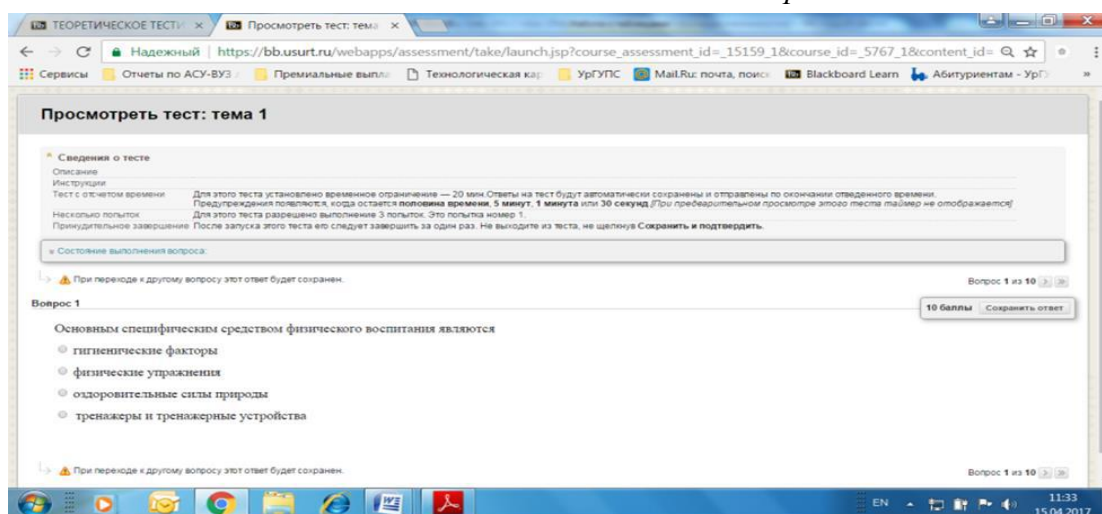 ТЕОРЕТИЧЕСКОЕ ТЕСТИ
Просмотреть тест: тема
Надежный https://bb.usurt.ru/webapps/assessment/take/launch.jsp?course_assessment_id=_15159_1&course_id=_5767_1&content_id=
Сервисы Отчеты по АСУ-ВУЗ Премиальные выпла Технологическая кар УрГУПС Mail.Ru: почта, поиск Blackboard Learn Абитуриентам - УрГ »
Просмотреть тест: тема 1
Сведения о тесте
Описание
Инструкции
Тест с отсчетом времени Для этого теста установлено временное ограничение — 20 мин.Ответы на тест будут автоматически сохранены и отправлены по окончании отведенного времени.
Предупреждения появляются, когда остается половина времени, 5 минут, 1 минута или 30 секунд.[При предварительном просмотре этого теста таймер не отображается]
Несколько попыток Для этого теста разрешено выполнение 3 попыток. Это попытка номер 1.
Принудительное завершение После запуска этого теста его следует завершить за один раз. Не выходите из теста, не щелкнув Сохранить и подтвердить.
Состояние выполнения вопроса:
При переходе к другому вопросу этот ответ будет сохранен. Вопрос 1 из 10 > »
Вопрос 1
10 баллы Сохранить ответ
Основным специфическим средством физического воспитания являются
гигиенические факторы
физические упражнения
оздоровительные силы природы
тренажеры и тренажерные устройства
При переходе к другому вопросу этот ответ будет сохранен. Вопрос 1 из 10 > »
EN 11:33
15.04.2017